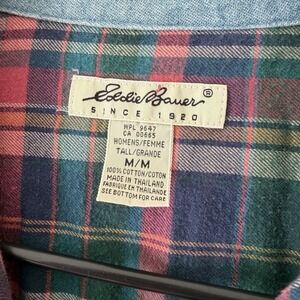 Eddie Bauer ®
SINCE 1920
WPL 9647
CA 00665
WOMENS/FEMME
TALL/GRANDE
M/M
100% COTTON/COTON
MADE IN THAILAND
FABRIQUE EN THAILANDE
SEE BOTTOM FOR CARE